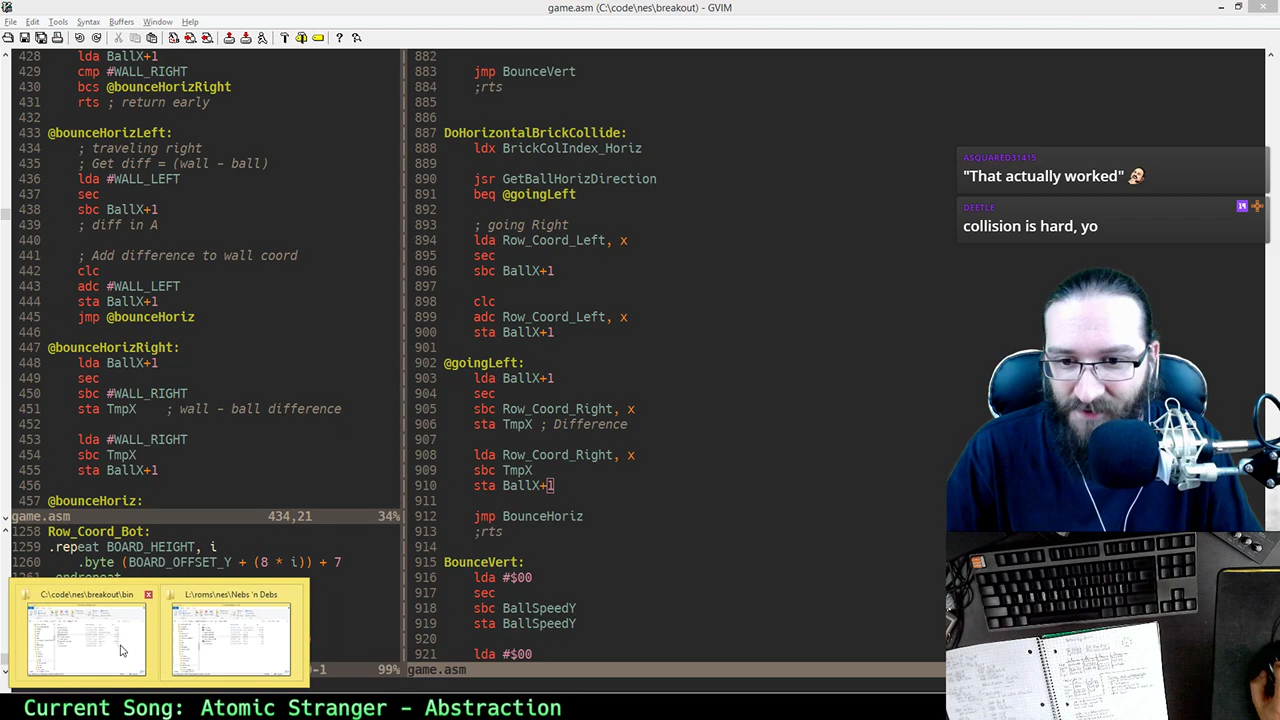 game.asm (C:\code\nes\breakout) - GVIM
File Edit Tools Syntax Buffers Window Help
428 lda BallX+1
429 cmp #WALL_RIGHT
430 bcs @bounceHorizRight
431 rts ; return early
432
433 @bounceHorizLeft:
434 ; traveling right
435 ; Get diff = (wall - ball)
436 lda #WALL_LEFT
437 sec
438 sbc BallX+1
439 ; diff in A
440
441 ; Add difference to wall coord
442 clc
443 adc #WALL_LEFT
444 sta BallX+1
445 jmp @bounceHoriz
446
447 @bounceHorizRight:
448 lda BallX+1
449 sec
450 sbc #WALL_RIGHT
451 sta TmpX ; wall - ball difference
452
453 lda #WALL_RIGHT
454 sbc TmpX
455 sta BallX+1
456
457 @bounceHoriz:
game.asm 434,21 34%
1258 Row_Coord_Bot:
1259 .repeat BOARD_HEIGHT, i
1260 .byte (BOARD_OFFSET_Y + (8 * i)) + 7
1261 .endrepeat
C:\code\nes\breakout\bin
L:\roms\nes\Nebs 'n Debs
0-1 99%
882
883 jmp BounceVert
884 ;rts
885
886
887 DoHorizontalBrickCollide:
888 ldx BrickColIndex_Horiz
889
890 jsr GetBallHorizDirection
891 beq @goingLeft
892
893 ; going Right
894 lda Row_Coord_Left, x
895 sec
896 sbc BallX+1
897
898 clc
899 adc Row_Coord_Left, x
900 sta BallX+1
901
902 @goingLeft:
903 lda BallX+1
904 sec
905 sbc Row_Coord_Right, x
906 sta TmpX ; Difference
907
908 lda Row_Coord_Right, x
909 sbc TmpX
910 sta BallX+1
911
912 jmp BounceHoriz
913 ;rts
914
915 BounceVert:
916 lda #$00
917 sec
918 sbc BallSpeedY
919 sta BallSpeedY
920
921 lda #$00
game.asm
ASQUARED31415
"That actually worked"
DEETLE
collision is hard, yo
Current Song: Atomic Stranger - Abstraction